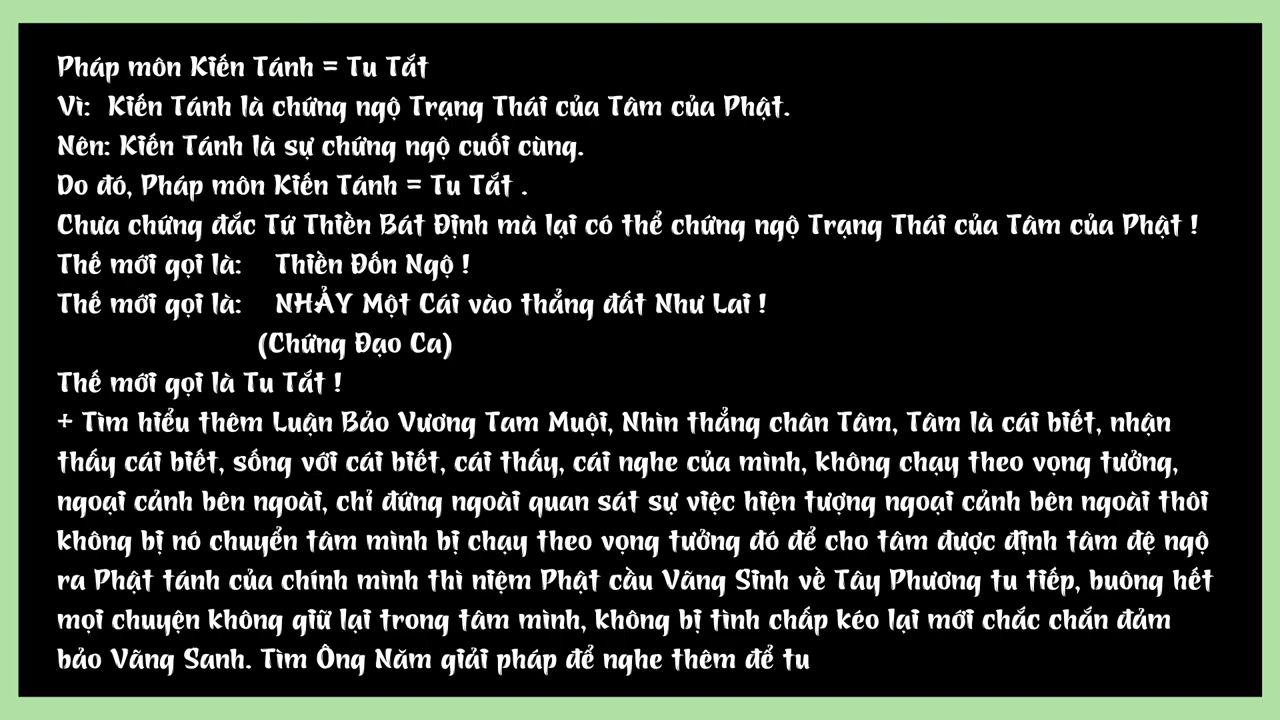 Pháp môn Kiến Tánh = Tu Tắt
Vì: Kiến Tánh là chứng ngộ Trạng Thái của Tâm của Phật.
Nên: Kiến Tánh là sự chứng ngộ cuối cùng.
Do đó, Pháp môn Kiến Tánh = Tu Tắt .
Chưa chứng đắc Tứ Thiền Bát Định mà lại có thể chứng ngộ Trạng Thái của Tâm của Phật !
Thế mới gọi là: Thiền Đốn Ngộ !
Thế mới gọi là: NHẢY Một Cái vào thẳng đất Như Lai !
(Chứng Đạo Ca)
Thế mới gọi là Tu Tắt !
+ Tìm hiểu thêm Luận Bảo Vương Tam Muội, Nhìn thẳng chân Tâm, Tâm là cái biết, nhận
thấy cái biết, sống với cái biết, cái thấy, cái nghe của mình, không chạy theo vọng tưởng,
ngoại cảnh bên ngoài, chỉ đứng ngoài quan sát sự việc hiện tượng ngoại cảnh bên ngoài thôi
không bị nó chuyển tâm mình bị chạy theo vọng tưởng đó để cho tâm được định tâm đệ ngộ
ra Phật tánh của chính mình thì niệm Phật cầu Vãng Sinh về Tây Phương tu tiếp, buông hết
mọi chuyện không giữ lại trong tâm mình, không bị tình chấp kéo lại mới chắc chắn đảm
bảo Vãng Sanh. Tìm Ông Năm giải pháp để nghe thêm để tu